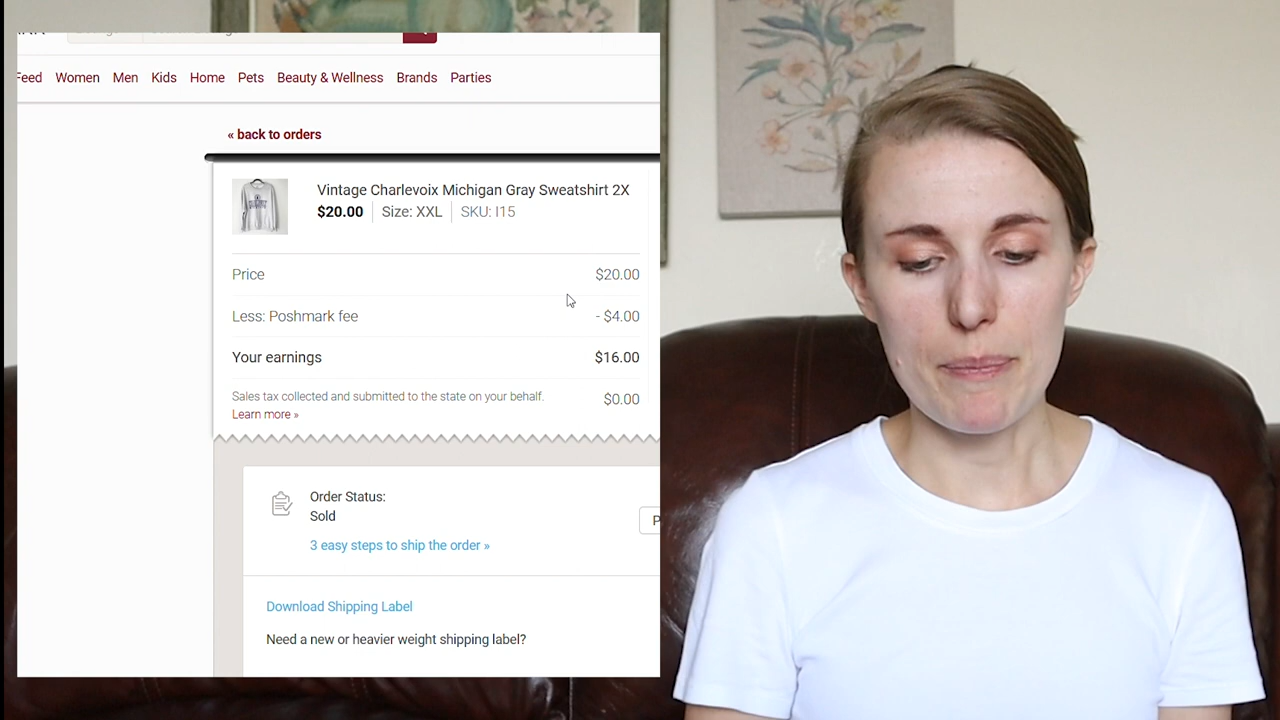 Feed Women Men Kids Home Pets Beauty & Wellness Brands Parties
« back to orders
Vintage Charlevoix Michigan Gray Sweatshirt 2X
$20.00 Size: XXL SKU: I15
Price $20.00
Less: Poshmark fee - $4.00
Your earnings $16.00
Sales tax collected and submitted to the state on your behalf. $0.00
Learn more »
Order Status:
Sold
3 easy steps to ship the order »
Download Shipping Label
Need a new or heavier weight shipping label?